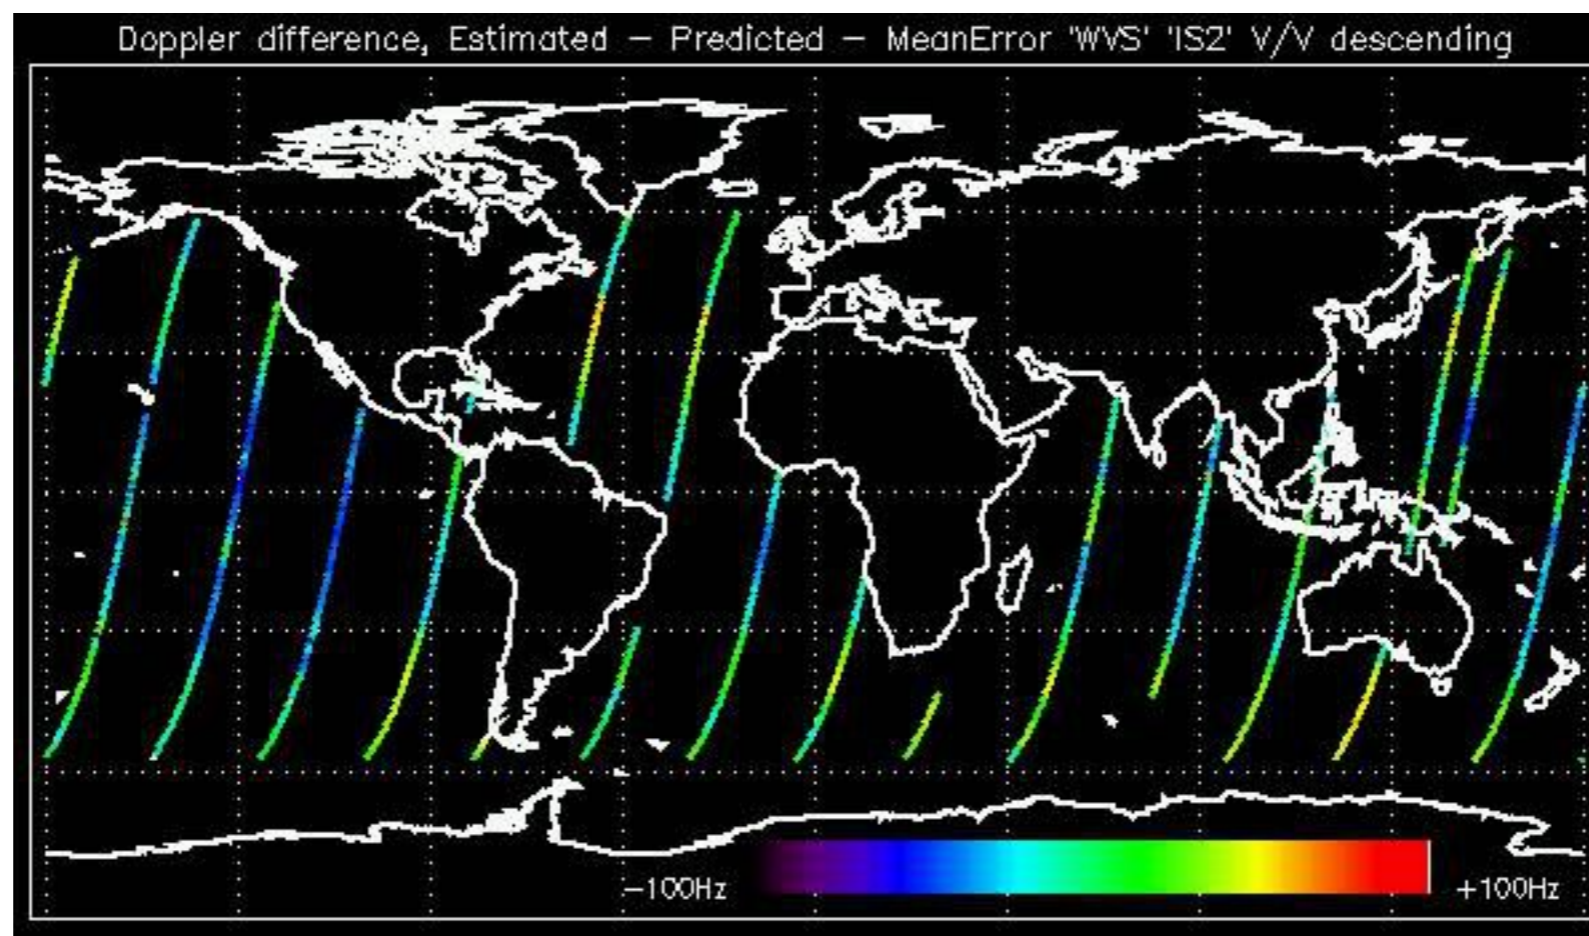 Doppler difference, Estimated – Predicted – MeanError 'WVS' 'IS2' V/V descending
–100Hz
+100Hz